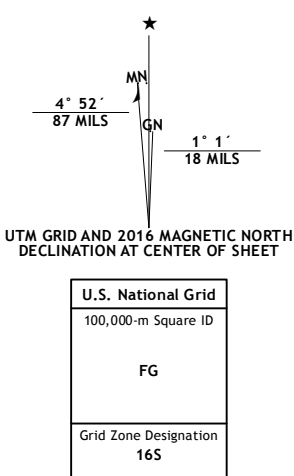 ★
MN
GN
4° 52´
87 MILS
1° 1´
18 MILS
UTM GRID AND 2016 MAGNETIC NORTH
DECLINATION AT CENTER OF SHEET
U.S. National Grid
100,000-m Square ID
FG
Grid Zone Designation
16S